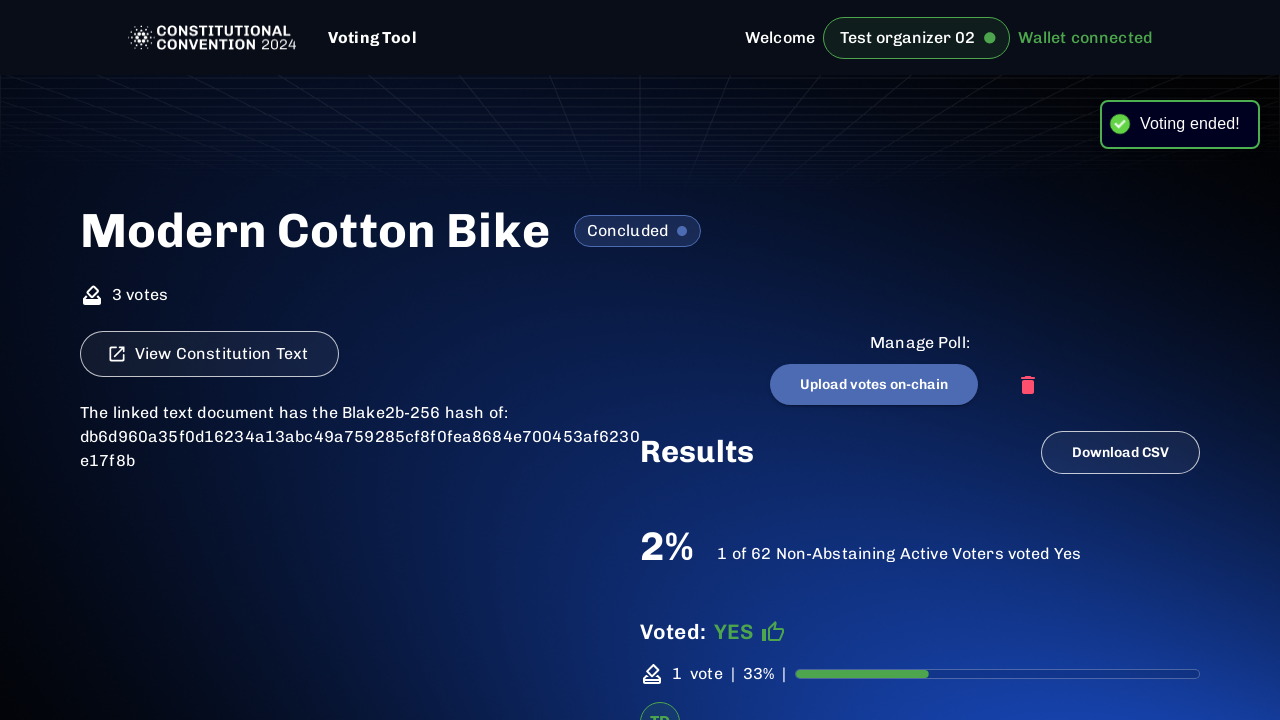 CONSTITUTIONAL
CONVENTION 2024
Voting Tool
Welcome
Test organizer 02
Wallet connected
Voting ended!
Modern Cotton Bike
Concluded
3 votes
View Constitution Text
The linked text document has the Blake2b-256 hash of:
db6d960a35f0d16234a13abc49a759285cf8f0fea8684e700453af6230
e17f8b
Manage Poll:
Upload votes on-chain
Results
Download CSV
2%
1 of 62 Non-Abstaining Active Voters voted Yes
Voted: YES
1 vote | 33% |